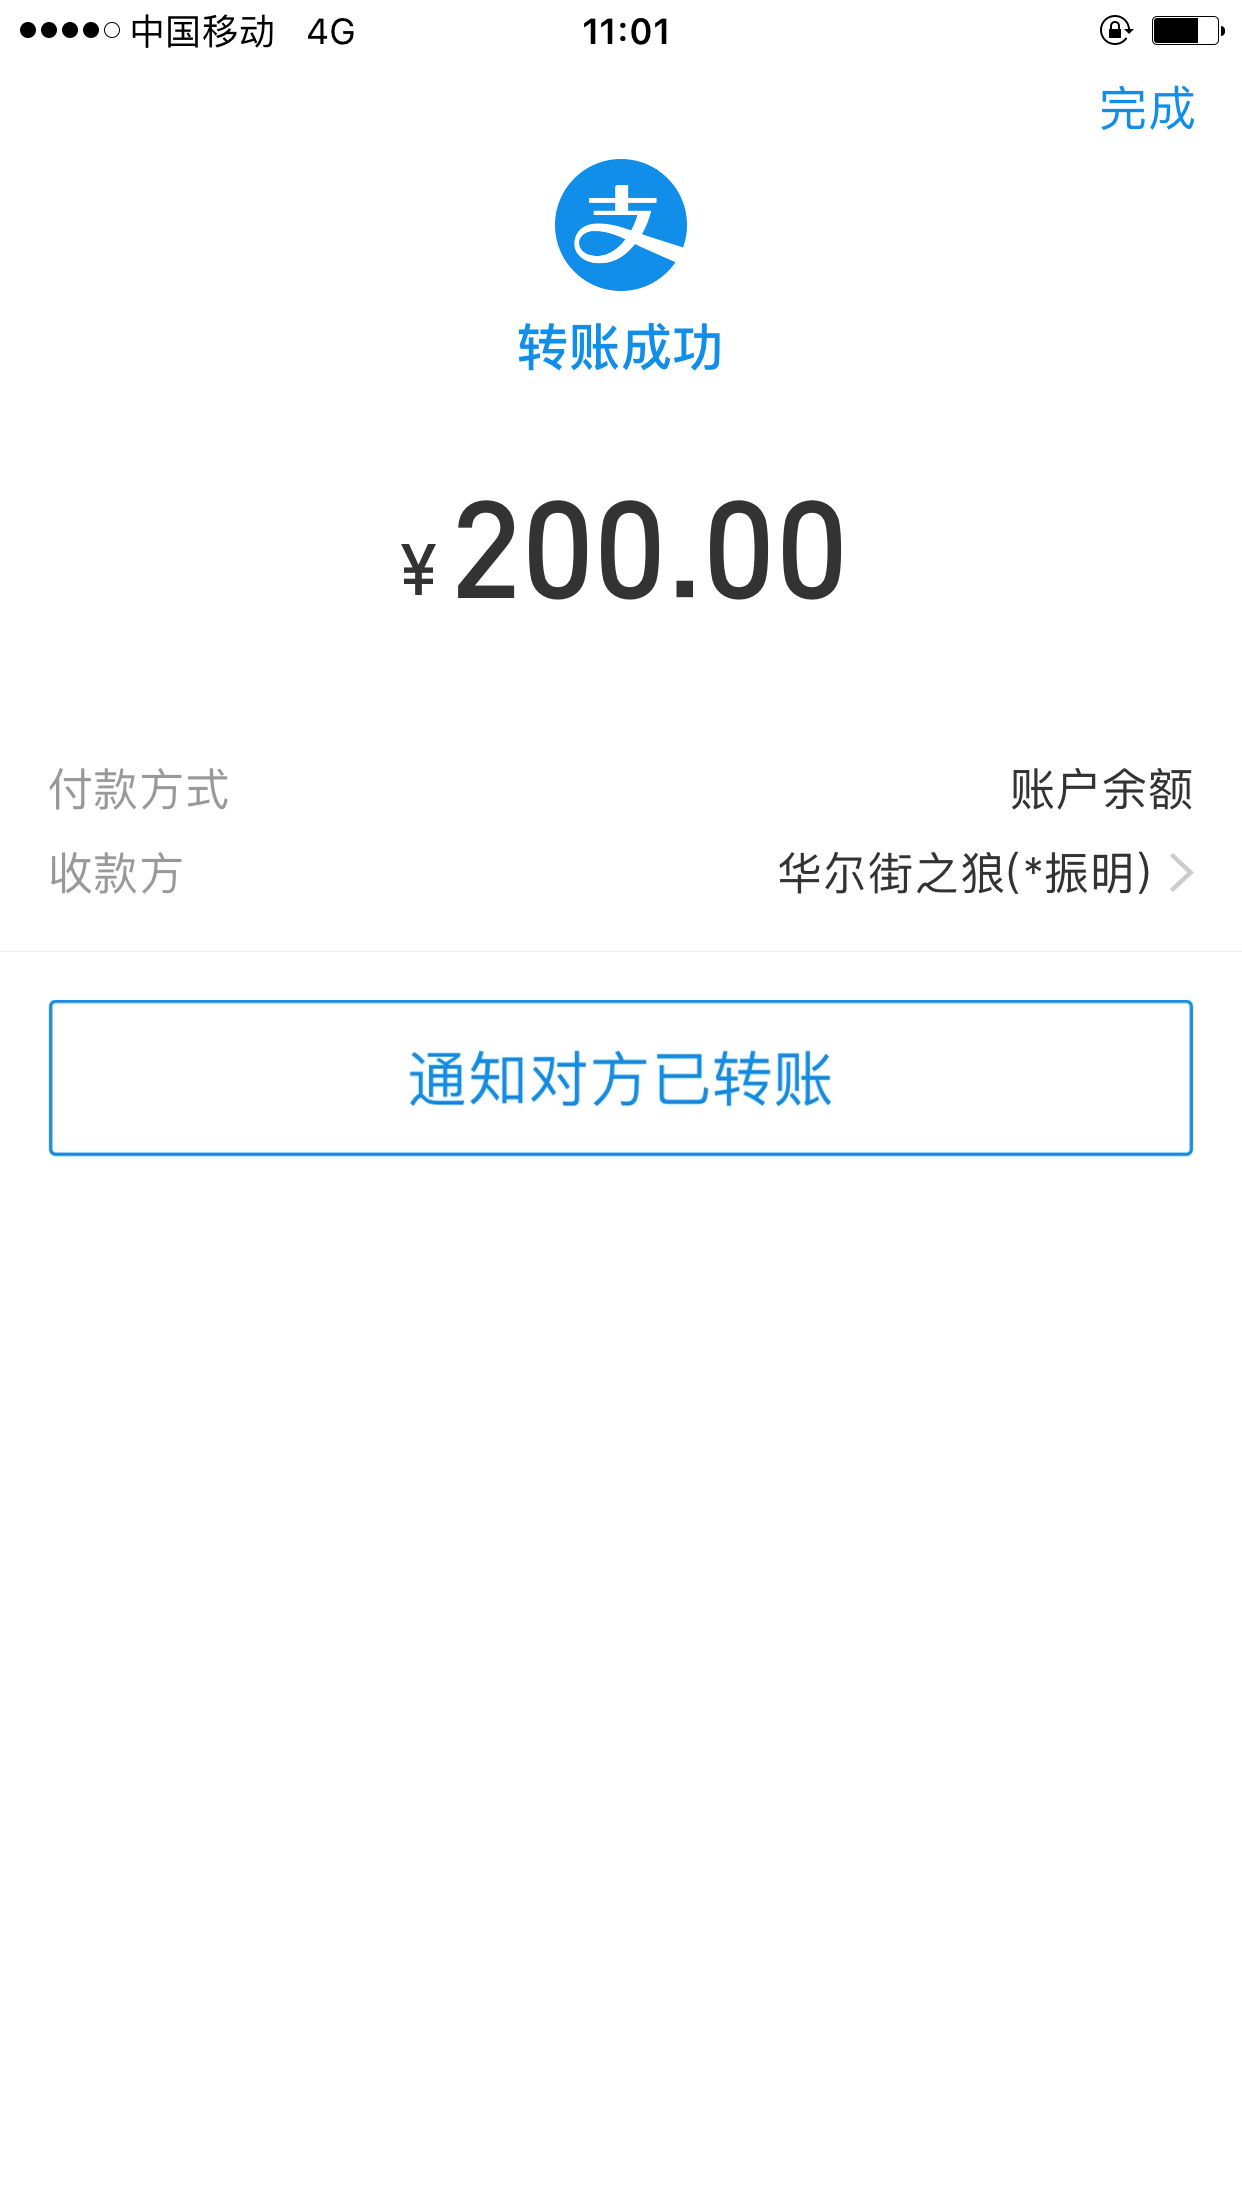 中国移动 4G 11:01
完成
支
转账成功
¥200.00
付款方式 账户余额
收款方 华尔街之狼(*振明)
通知对方已转账